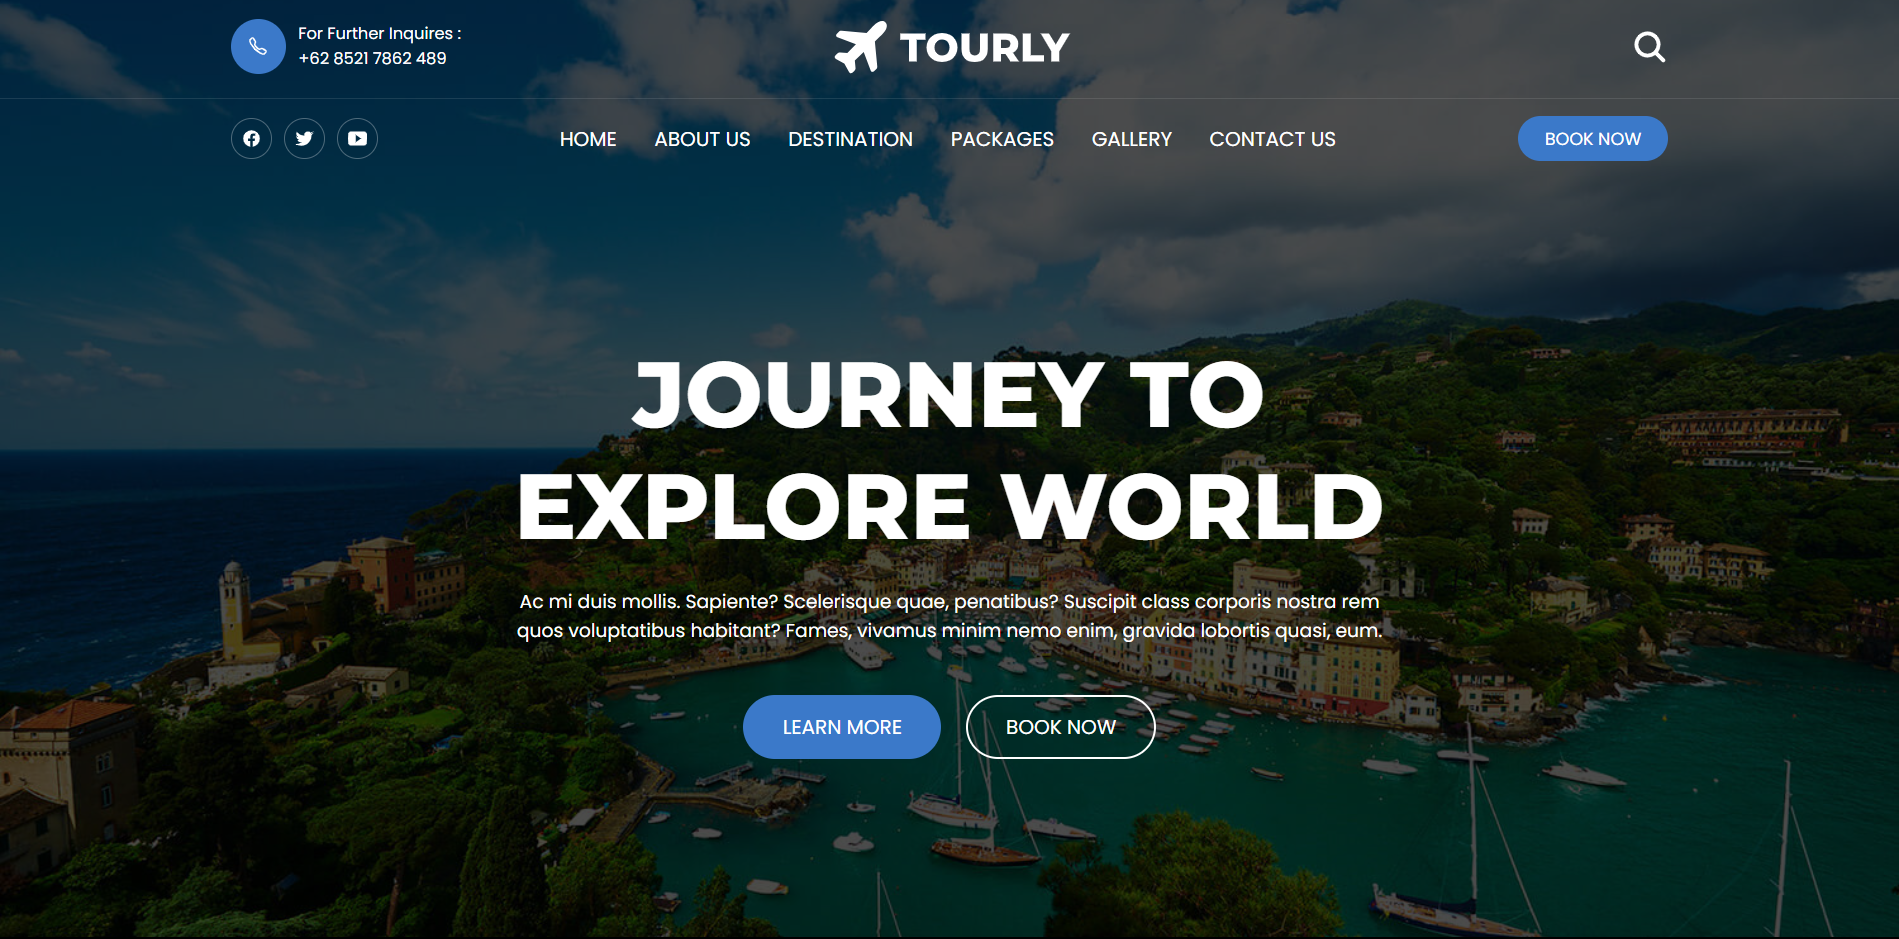 For Further Inquires :
+62 8521 7862 489
TOURLY
HOME
ABOUT US
DESTINATION
PACKAGES
GALLERY
CONTACT US
BOOK NOW
JOURNEY TO
EXPLORE WORLD
Ac mi duis mollis. Sapiente? Scelerisque quae, penatibus? Suscipit class corporis nostra rem
quos voluptatibus habitant? Fames, vivamus minim nemo enim, gravida lobortis quasi, eum.
LEARN MORE
BOOK NOW